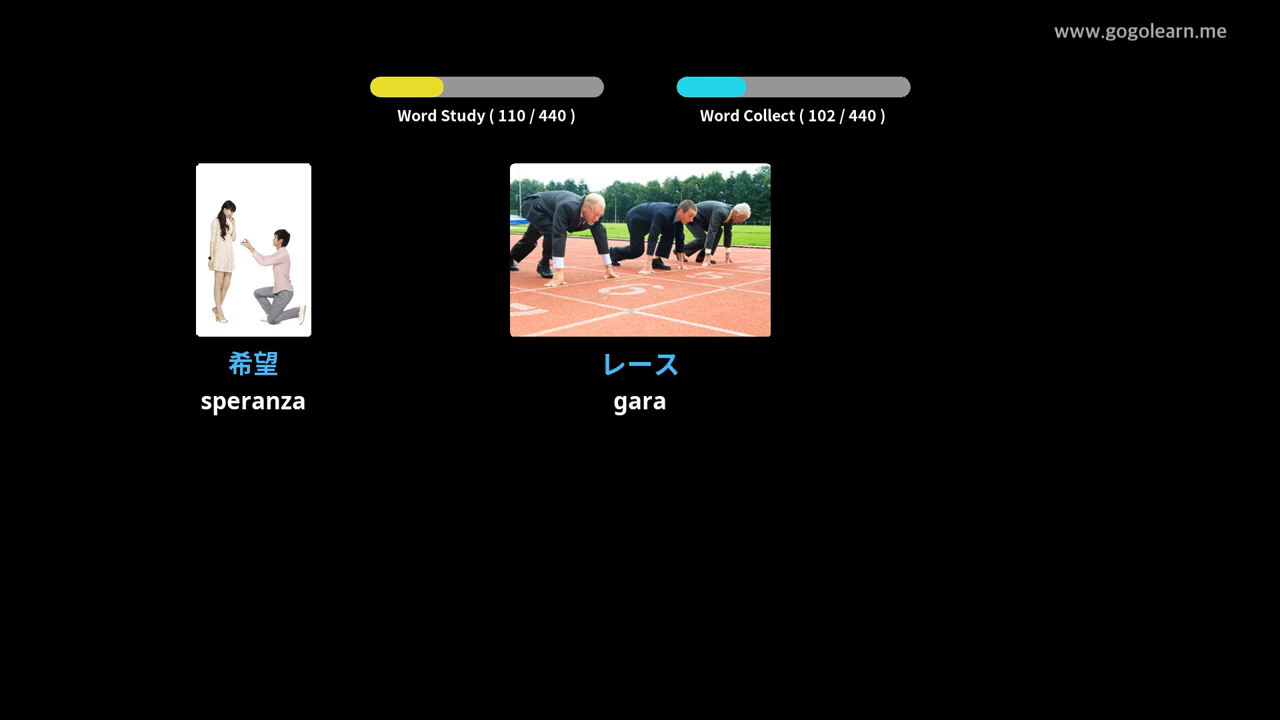 www.gogolearn.me
Word Study ( 110 / 440 )
Word Collect ( 102 / 440 )
希望
speranza
レース
gara